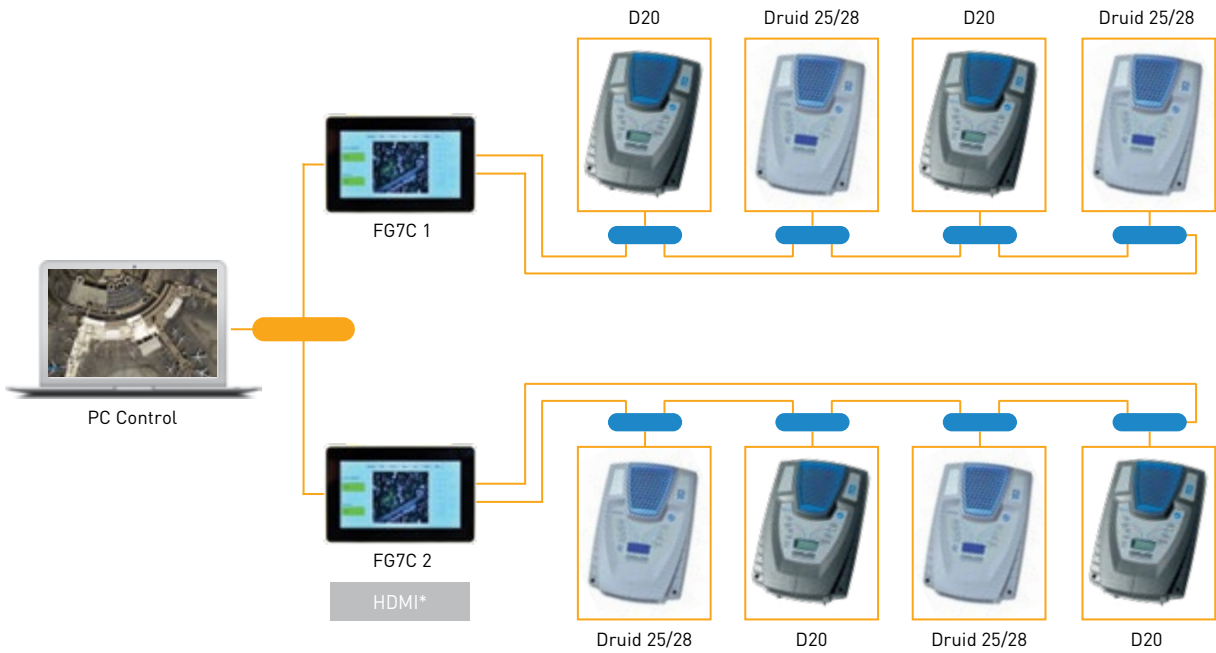 D20
Druid 25/28
D20
Druid 25/28
FG7C 1
PC Control
FG7C 2
HDMI*
Druid 25/28
D20
Druid 25/28
D20